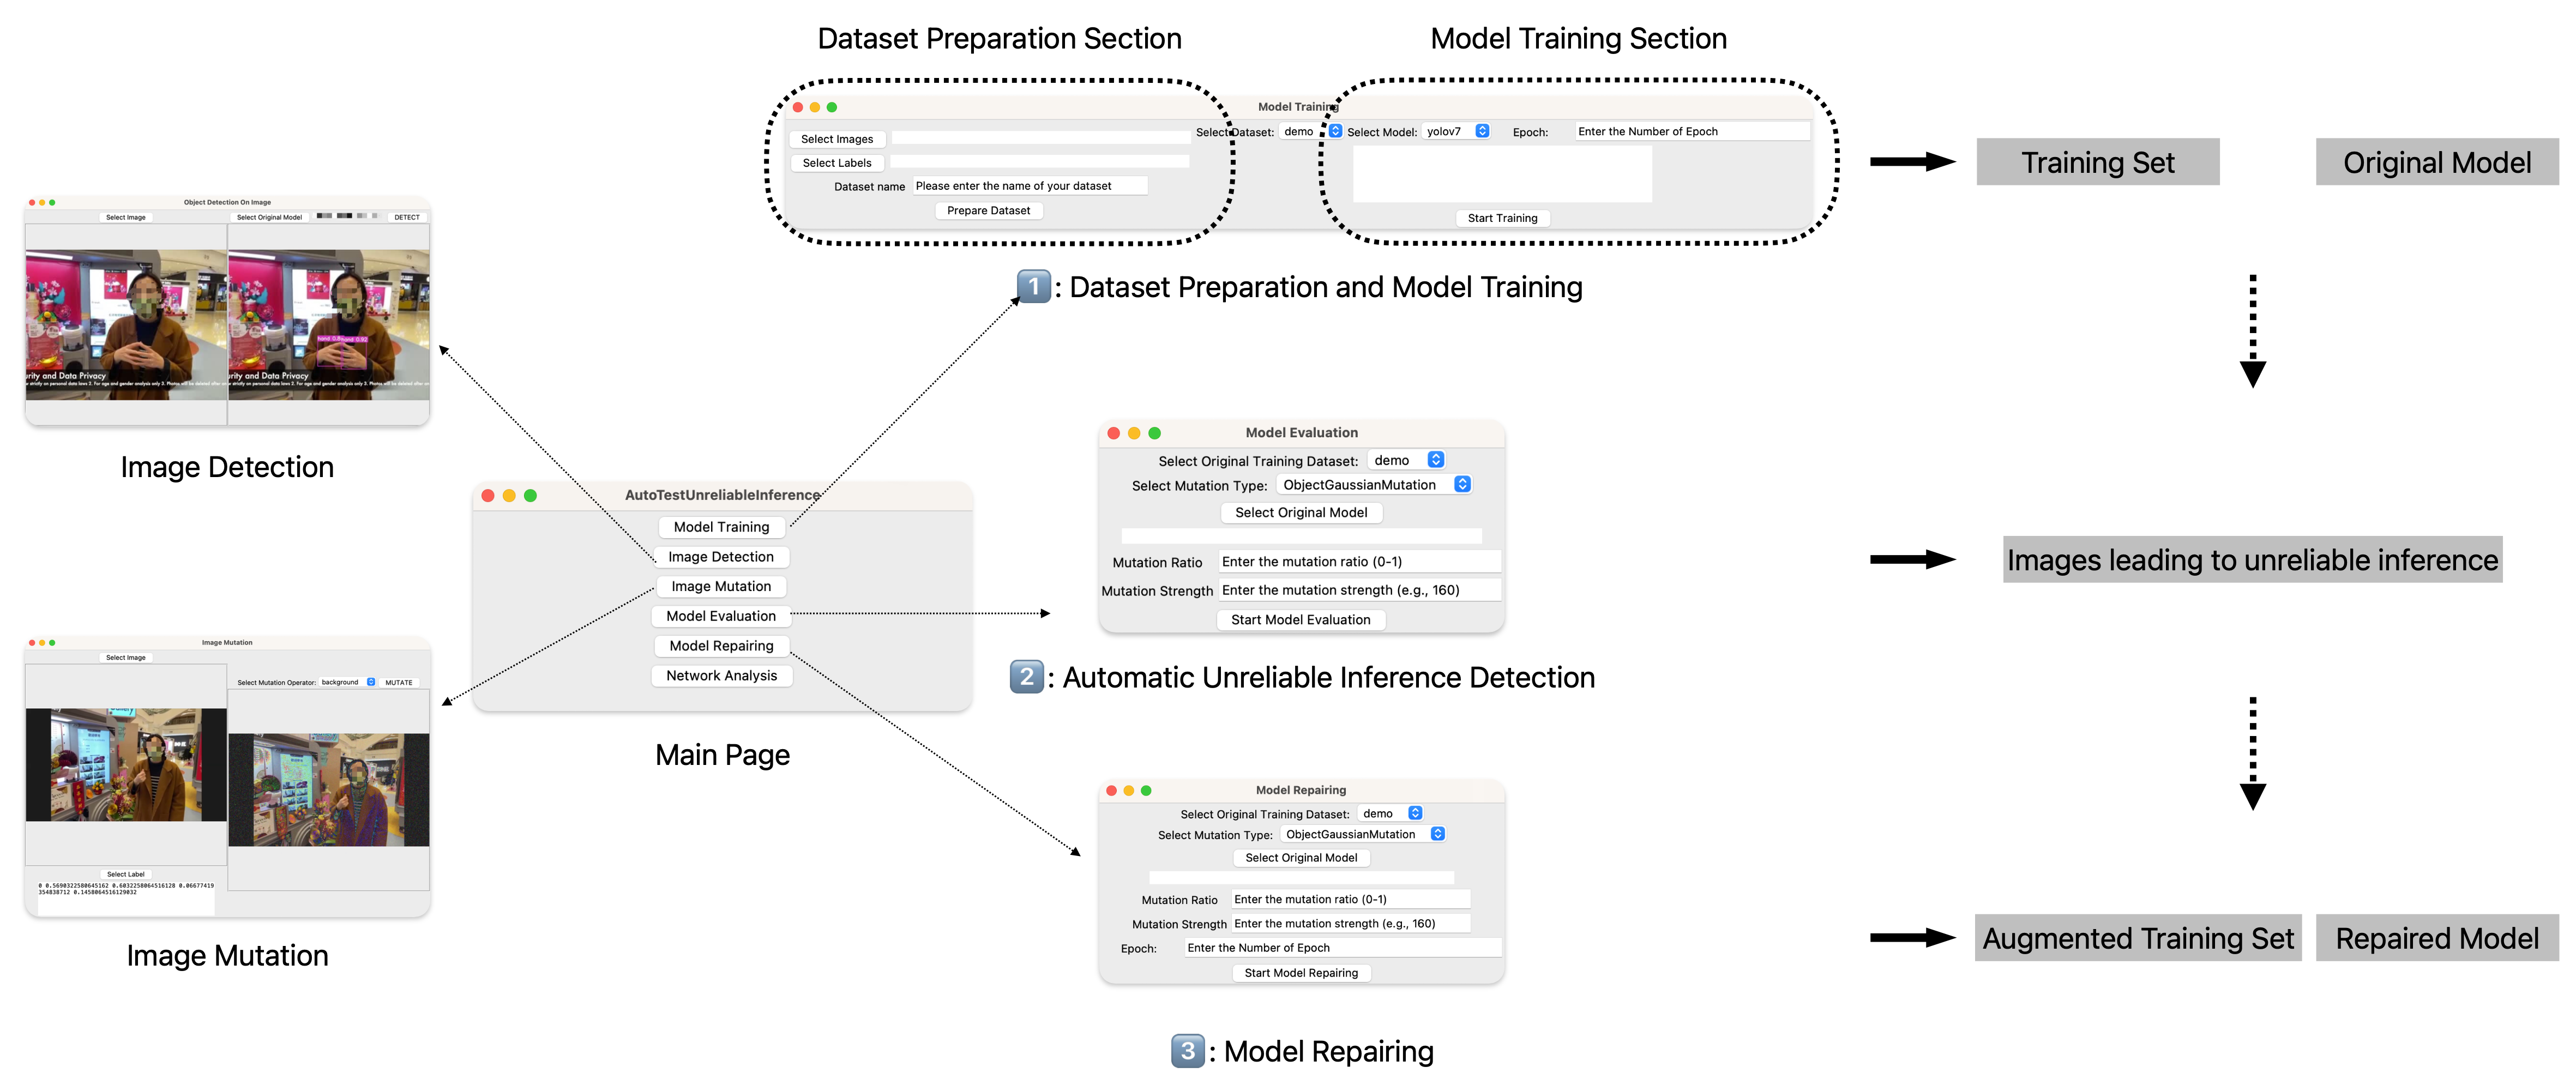 Dataset Preparation Section
Model Training Section
Model Training
Select Images
Select Labels
Dataset name Please enter the name of your dataset
Prepare Dataset
Select Dataset: demo Select Model: yolov7 Epoch: Enter the Number of Epoch
Start Training
1: Dataset Preparation and Model Training
Training Set
Original Model
Object Detection On Image
Select Image
Select Original Model
DETECT
hand 0.92
urity and Data Privacy
urity and Data Privacy
Image Detection
AutoTestUnreliableInference
Model Training
Image Detection
Image Mutation
Model Evaluation
Model Repairing
Network Analysis
Main Page
Model Evaluation
Select Original Training Dataset: demo
Select Mutation Type: ObjectGaussianMutation
Select Original Model
Mutation Ratio Enter the mutation ratio (0-1)
Mutation Strength Enter the mutation strength (e.g., 160)
Start Model Evaluation
2: Automatic Unreliable Inference Detection
Images leading to unreliable inference
Image Mutation
Select Image
Select Mutation Operator: background MUTATE
Select Label
0 0.5690322580645162 0.6032258064516128 0.06677419
354838712 0.1458064516129032
Image Mutation
Model Repairing
Select Original Training Dataset: demo
Select Mutation Type: ObjectGaussianMutation
Select Original Model
Mutation Ratio Enter the mutation ratio (0-1)
Mutation Strength Enter the mutation strength (e.g., 160)
Epoch: Enter the Number of Epoch
Start Model Repairing
3: Model Repairing
Augmented Training Set
Repaired Model